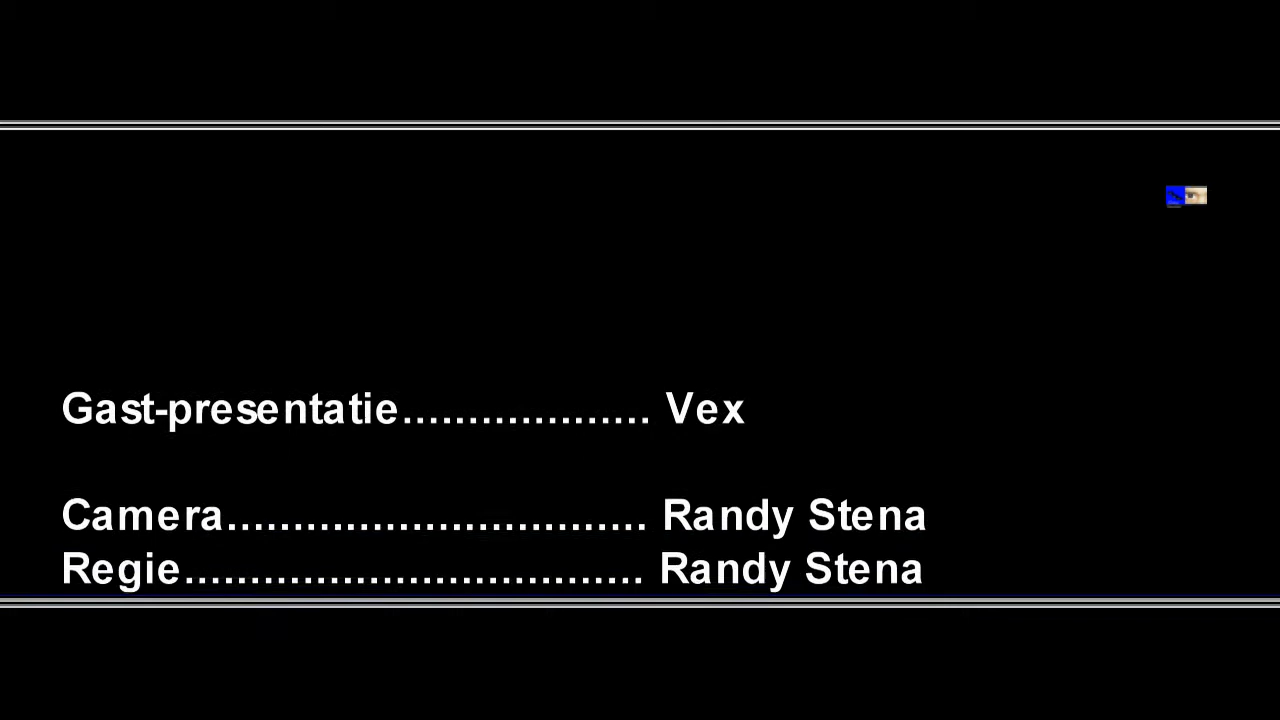 Gast-presentatie................... Vex
Camera................................ Randy Stena
Regie................................... Randy Stena